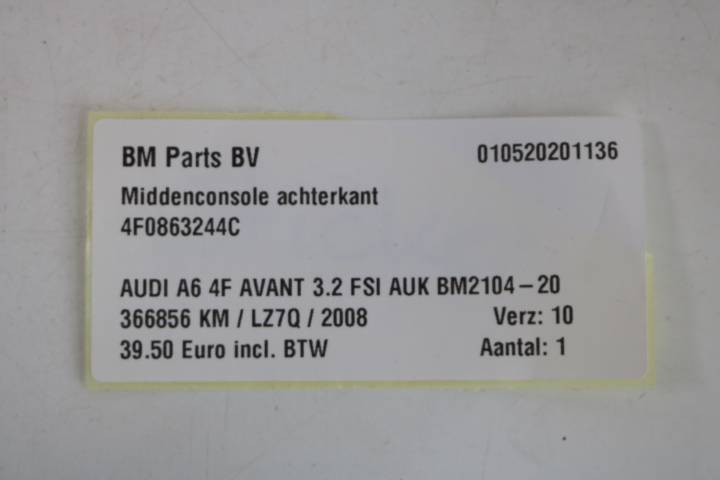 BM Parts BV 010520201136
Middenconsole achterkant
4F0863244C
AUDI A6 4F AVANT 3.2 FSI AUK BM2104-20
366856 KM / LZ7Q / 2008 Verz: 10
39.50 Euro incl. BTW Aantal: 1